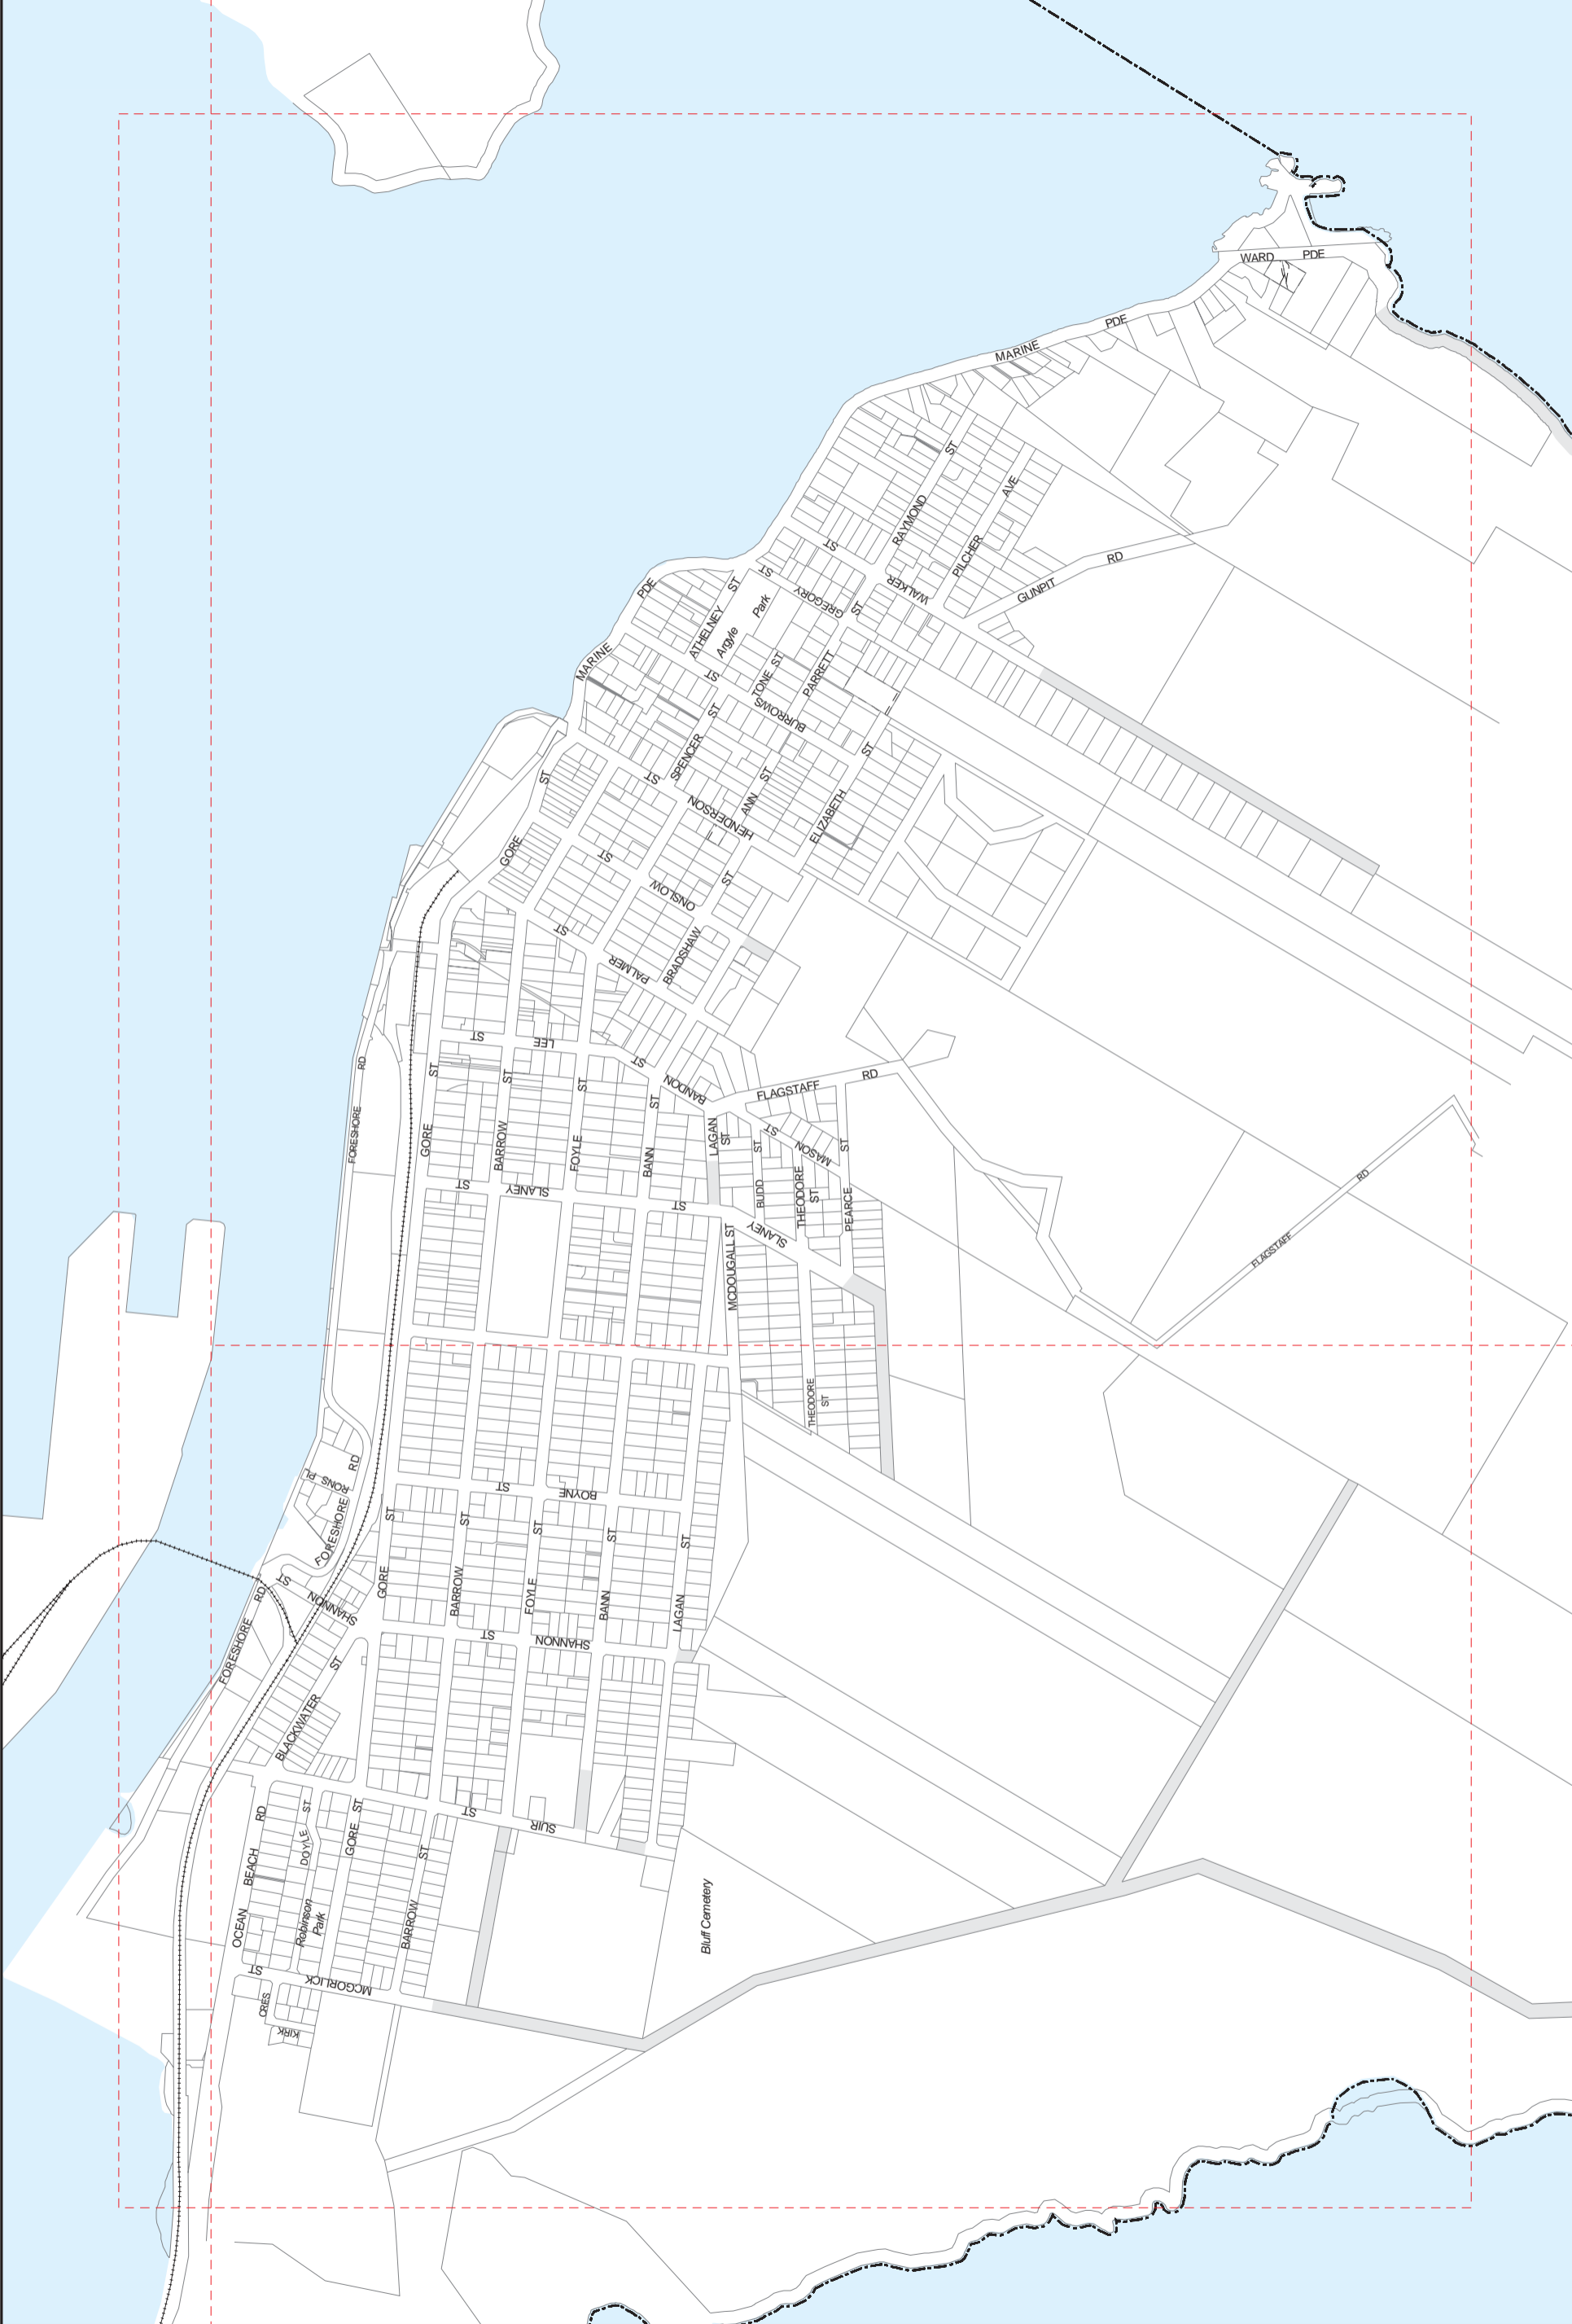 WARD PDE
MARINE PDE
RAYMOND ST
PILCHER AVE
GUNPIT RD
WALKER ST
GREGORY ST
MARINE PDE
ATHELNEY ST
Argyle Park
TONE ST
PARRETT ST
BURROWS ST
SPENCER ST
ANN ST
ELIZABETH ST
HENDERSON ST
GORE ST
ONSLOW ST
BRADSHAW ST
PALMER ST
LEE ST
BANDON ST
FLAGSTAFF RD
FORESHORE RD
GORE ST
BARROW ST
FOYLE ST
BANN ST
LAGAN ST
BUDD ST
MASON ST
THEODORE ST
PEARCE ST
SLANEY ST
SLANEY ST
MCDOUGALL ST
FLAGSTAFF RD
THEODORE ST
RONS PL
FORESHORE RD
BOYNE ST
GORE ST
BARROW ST
FOYLE ST
BANN ST
LAGAN ST
SHANNON ST
FORESHORE RD
SHANNON ST
BLACKWATER ST
SUIR ST
OCEAN BEACH RD
DOYLE ST
GORE ST
BARROW ST
Robinson Park
Bluff Cemetery
MCGORLICK ST
KIRK CRES